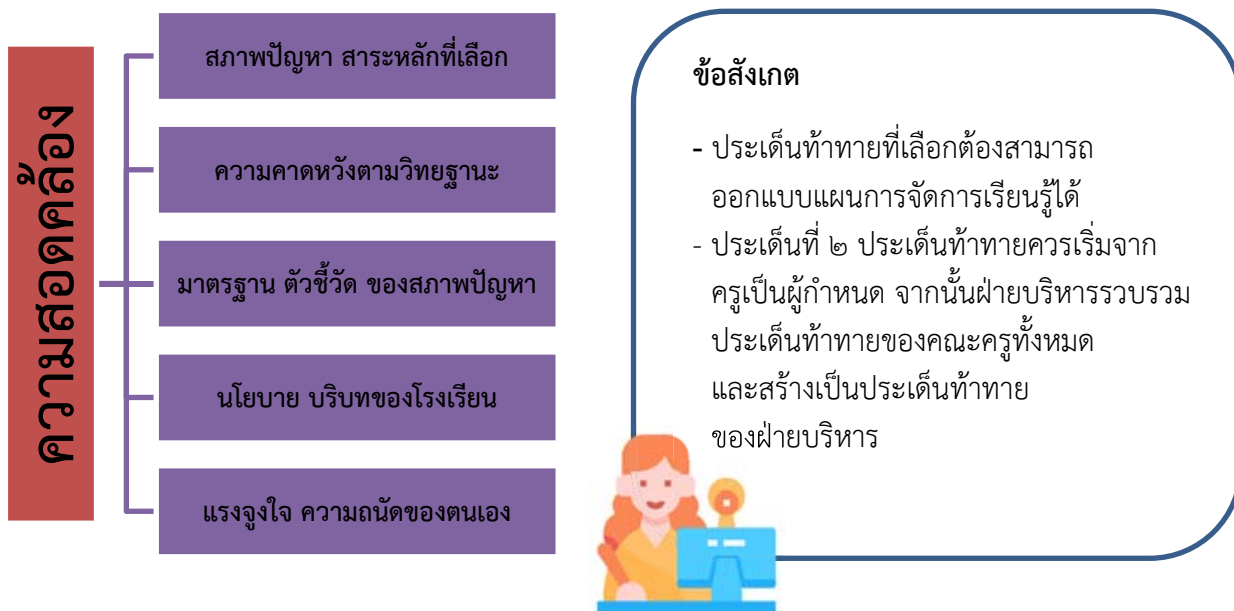 ความสอดคล้อง
สภาพปัญหา สาระหลักที่เลือก
ความคาดหวังตามวิทยฐานะ
มาตรฐาน ตัวชี้วัด ของสภาพปัญหา
นโยบาย บริบทของโรงเรียน
แรงจูงใจ ความถนัดของตนเอง
ข้อสังเกต
- ประเด็นท้าทายที่เลือกต้องสามารถ
ออกแบบแผนการจัดการเรียนรู้ได้
- ประเด็นที่ ๒ ประเด็นท้าทายควรเริ่มจาก
ครูเป็นผู้กำหนด จากนั้นฝ่ายบริหารรวบรวม
ประเด็นท้าทายของคณะครูทั้งหมด
และสร้างเป็นประเด็นท้าทาย
ของฝ่ายบริหาร